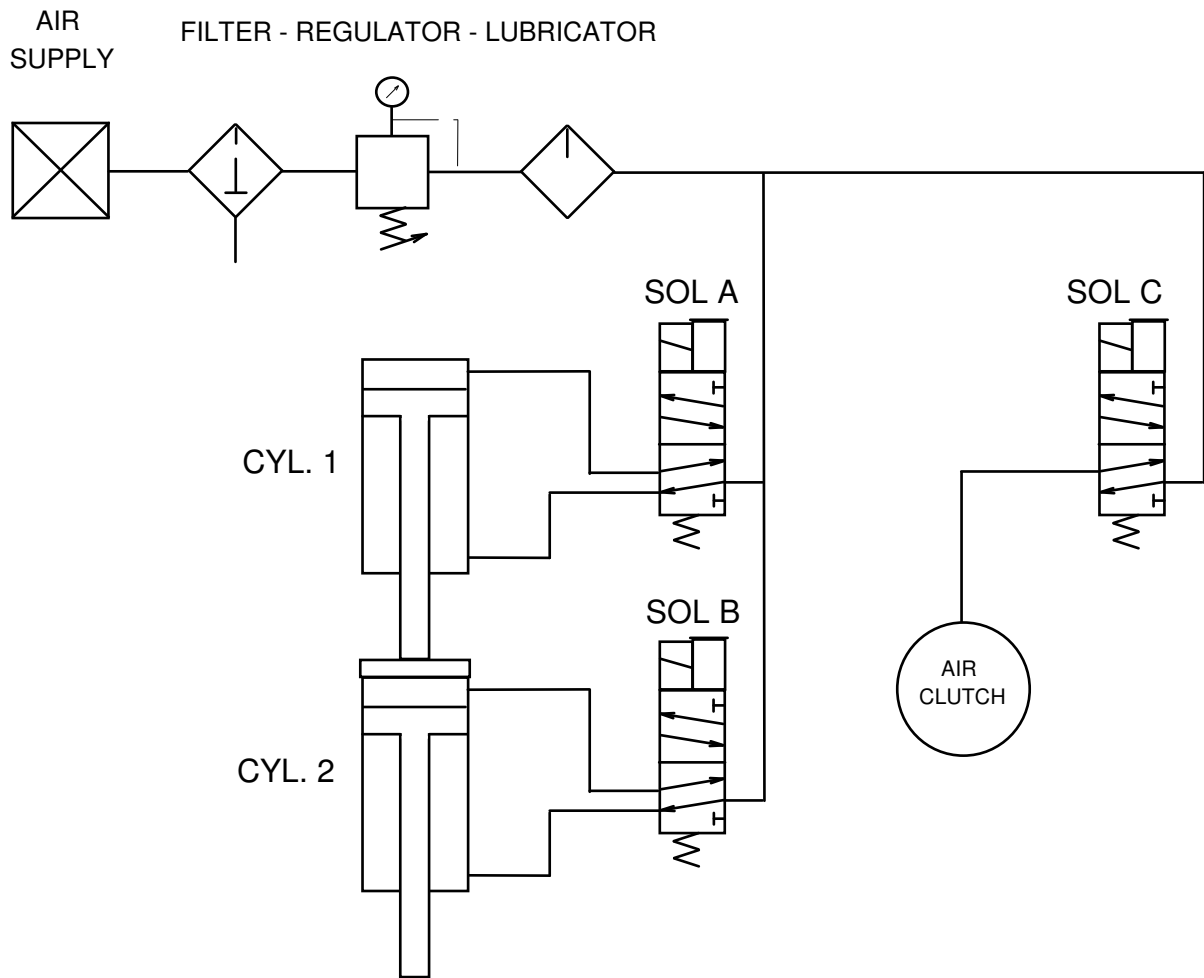 AIR
SUPPLY
FILTER - REGULATOR - LUBRICATOR
SOL A
SOL C
CYL. 1
SOL B
AIR
CLUTCH
CYL. 2